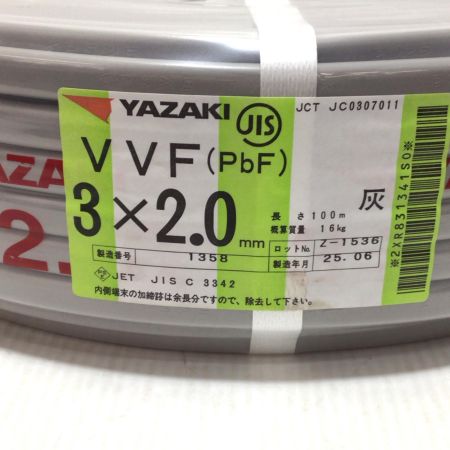 YAZAKI JIS JCT JC0307011
VVF(PbF)
3×2.0mm
長さ 100m 灰
概算質量 16kg
ロットNo. Z-1536
製造番号 1358 製造年月 25.06
JET JIS C 3342
内側端末の加締跡は余長分ですので、除去して下さい。
※2XR831341S0※
YAZA
2.